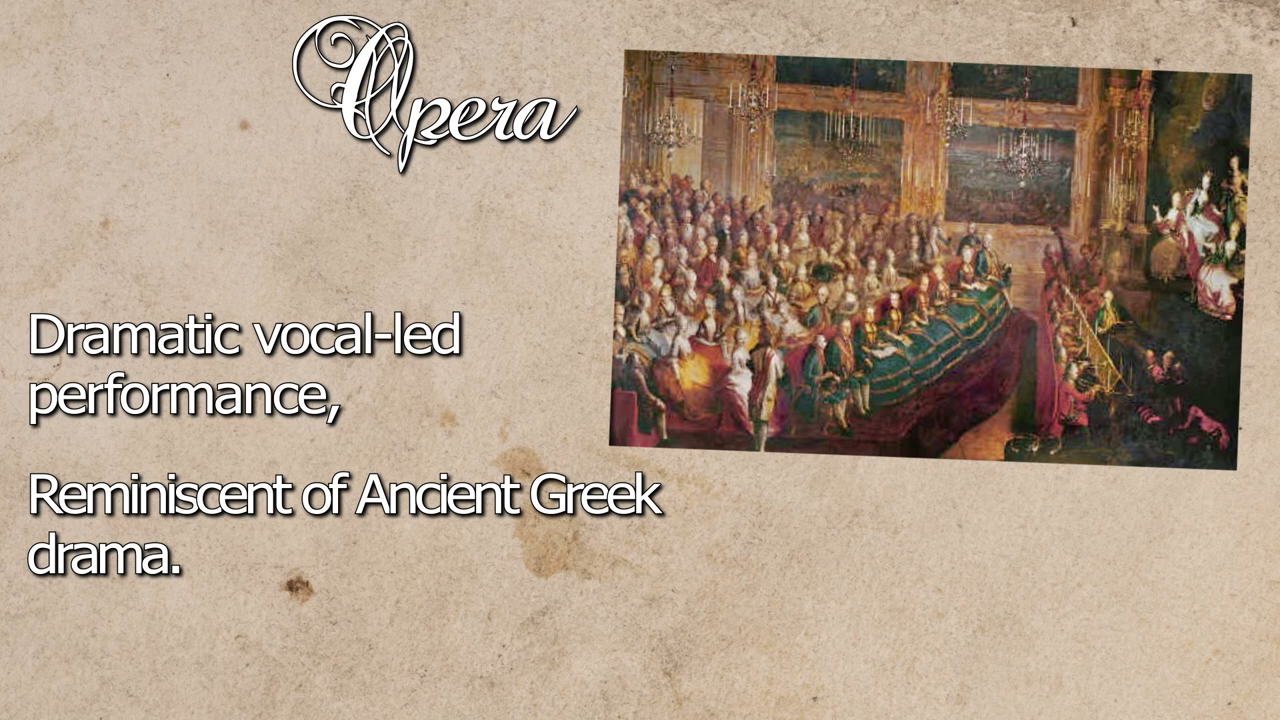 Opera
Dramatic vocal-led
performance,
Reminiscent of Ancient Greek
drama.